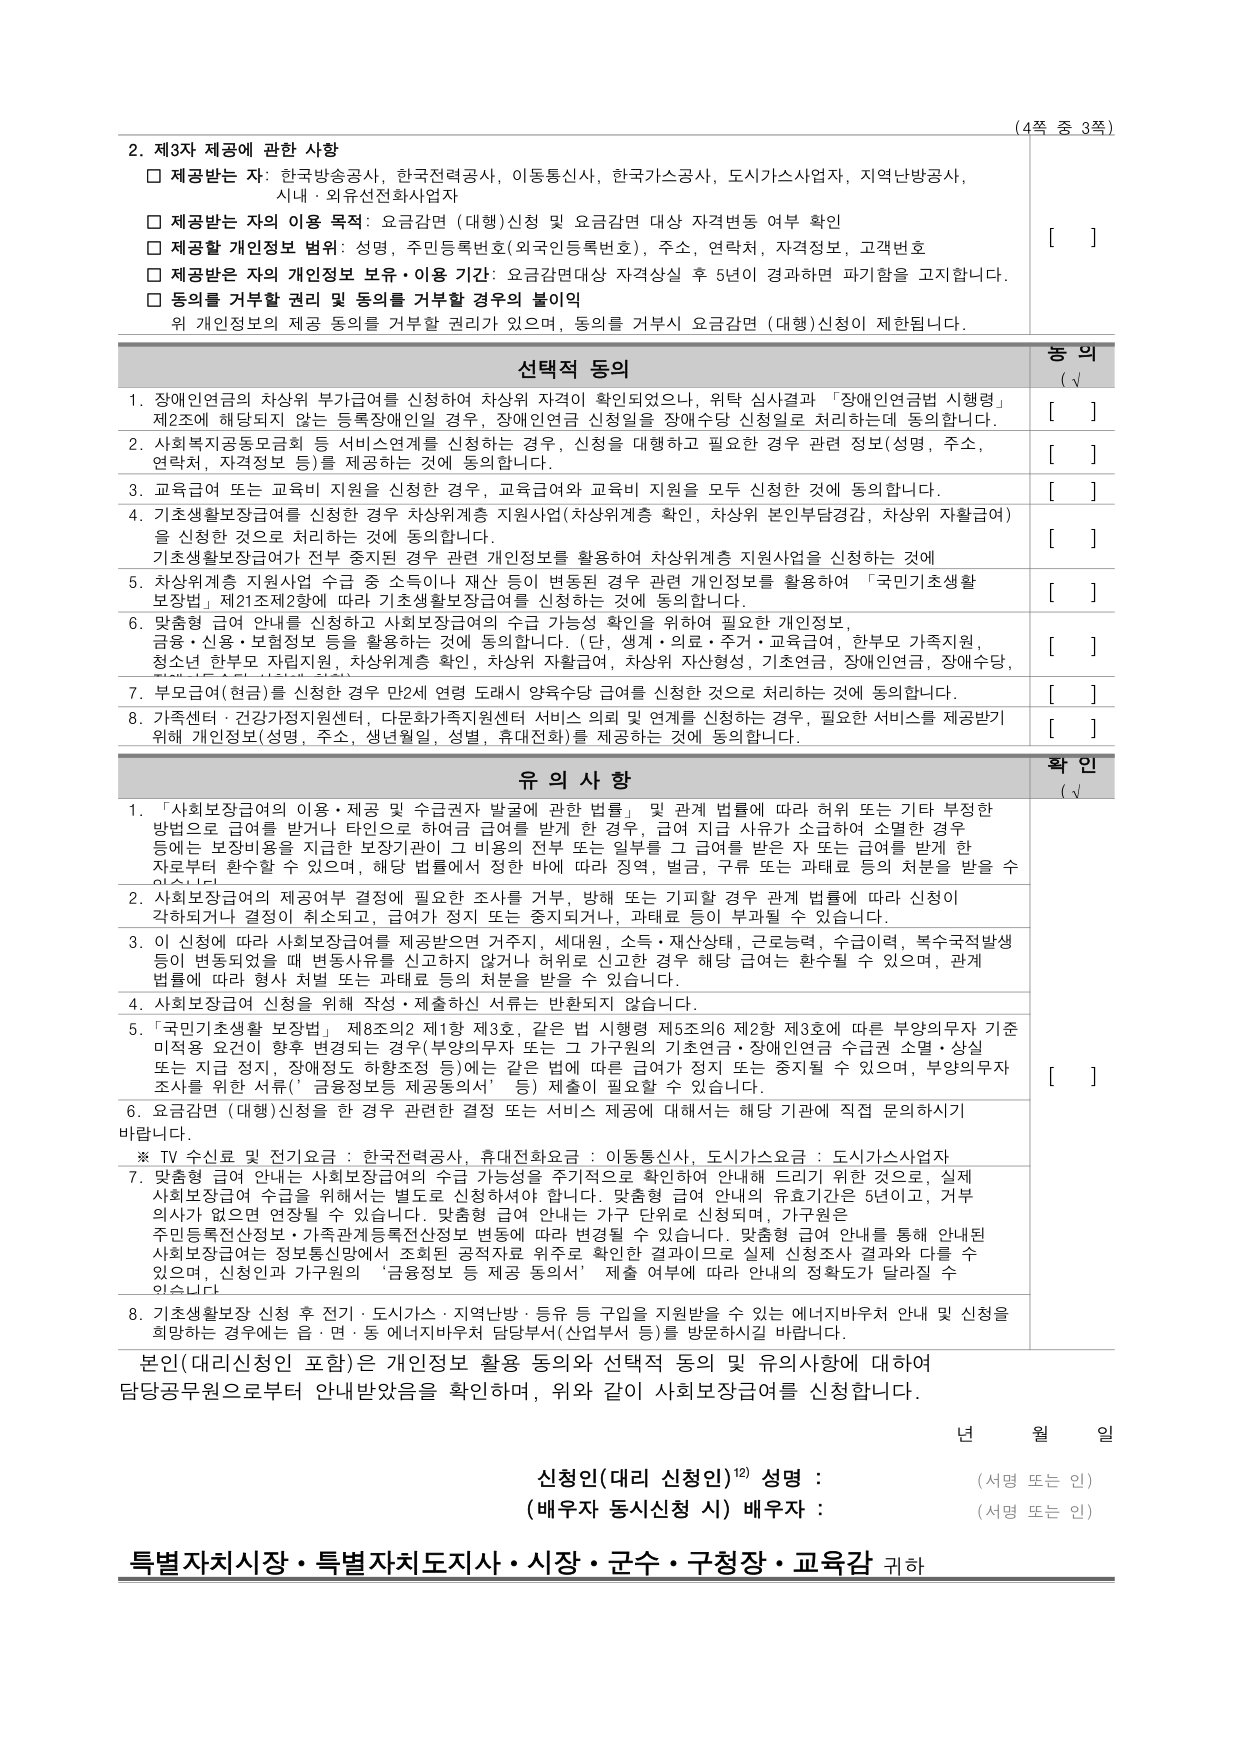 (4쪽 중 3쪽)
2. 제3자 제공에 관한 사항
□ 제공받는 자: 한국방송공사, 한국전력공사, 이동통신사, 한국가스공사, 도시가스사업자, 지역난방공사,
시내ㆍ외유선전화사업자
□ 제공받는 자의 이용 목적: 요금감면 (대행)신청 및 요금감면 대상 자격변동 여부 확인
□ 제공할 개인정보 범위: 성명, 주민등록번호(외국인등록번호), 주소, 연락처, 자격정보, 고객번호
□ 제공받은 자의 개인정보 보유·이용 기간: 요금감면대상 자격상실 후 5년이 경과하면 파기함을 고지합니다.
□ 동의를 거부할 권리 및 동의를 거부할 경우의 불이익
위 개인정보의 제공 동의를 거부할 권리가 있으며, 동의를 거부시 요금감면 (대행)신청이 제한됩니다.
[ ]
선택적 동의
동 의
(√
1. 장애인연금의 차상위 부가급여를 신청하여 차상위 자격이 확인되었으나, 위탁 심사결과 「장애인연금법 시행령」
제2조에 해당되지 않는 등록장애인일 경우, 장애인연금 신청일을 장애수당 신청일로 처리하는데 동의합니다.
[ ]
2. 사회복지공동모금회 등 서비스연계를 신청하는 경우, 신청을 대행하고 필요한 경우 관련 정보(성명, 주소,
연락처, 자격정보 등)를 제공하는 것에 동의합니다.
[ ]
3. 교육급여 또는 교육비 지원을 신청한 경우, 교육급여와 교육비 지원을 모두 신청한 것에 동의합니다.
[ ]
4. 기초생활보장급여를 신청한 경우 차상위계층 지원사업(차상위계층 확인, 차상위 본인부담경감, 차상위 자활급여)
을 신청한 것으로 처리하는 것에 동의합니다.
기초생활보장급여가 전부 중지된 경우 관련 개인정보를 활용하여 차상위계층 지원사업을 신청하는 것에
[ ]
5. 차상위계층 지원사업 수급 중 소득이나 재산 등이 변동된 경우 관련 개인정보를 활용하여 「국민기초생활
보장법」제21조제2항에 따라 기초생활보장급여를 신청하는 것에 동의합니다.
[ ]
6. 맞춤형 급여 안내를 신청하고 사회보장급여의 수급 가능성 확인을 위하여 필요한 개인정보,
금융·신용·보험정보 등을 활용하는 것에 동의합니다. (단, 생계·의료·주거·교육급여, 한부모 가족지원,
청소년 한부모 자립지원, 차상위계층 확인, 차상위 자활급여, 차상위 자산형성, 기초연금, 장애인연금, 장애수당,
[ ]
7. 부모급여(현금)를 신청한 경우 만2세 연령 도래시 양육수당 급여를 신청한 것으로 처리하는 것에 동의합니다.
[ ]
8. 가족센터ㆍ건강가정지원센터, 다문화가족지원센터 서비스 의뢰 및 연계를 신청하는 경우, 필요한 서비스를 제공받기
위해 개인정보(성명, 주소, 생년월일, 성별, 휴대전화)를 제공하는 것에 동의합니다.
[ ]
유 의 사 항
확 인
(√
1. 「사회보장급여의 이용·제공 및 수급권자 발굴에 관한 법률」 및 관계 법률에 따라 허위 또는 기타 부정한
방법으로 급여를 받거나 타인으로 하여금 급여를 받게 한 경우, 급여 지급 사유가 소급하여 소멸한 경우
등에는 보장비용을 지급한 보장기관이 그 비용의 전부 또는 일부를 그 급여를 받은 자 또는 급여를 받게 한
자로부터 환수할 수 있으며, 해당 법률에서 정한 바에 따라 징역, 벌금, 구류 또는 과태료 등의 처분을 받을 수
있습니다
2. 사회보장급여의 제공여부 결정에 필요한 조사를 거부, 방해 또는 기피할 경우 관계 법률에 따라 신청이
각하되거나 결정이 취소되고, 급여가 정지 또는 중지되거나, 과태료 등이 부과될 수 있습니다.
3. 이 신청에 따라 사회보장급여를 제공받으면 거주지, 세대원, 소득·재산상태, 근로능력, 수급이력, 복수국적발생
등이 변동되었을 때 변동사유를 신고하지 않거나 허위로 신고한 경우 해당 급여는 환수될 수 있으며, 관계
법률에 따라 형사 처벌 또는 과태료 등의 처분을 받을 수 있습니다.
4. 사회보장급여 신청을 위해 작성·제출하신 서류는 반환되지 않습니다.
5.「국민기초생활 보장법」 제8조의2 제1항 제3호, 같은 법 시행령 제5조의6 제2항 제3호에 따른 부양의무자 기준
미적용 요건이 향후 변경되는 경우(부양의무자 또는 그 가구원의 기초연금·장애인연금 수급권 소멸·상실
또는 지급 정지, 장애정도 하향조정 등)에는 같은 법에 따른 급여가 정지 또는 중지될 수 있으며, 부양의무자
조사를 위한 서류(’금융정보등 제공동의서’ 등) 제출이 필요할 수 있습니다.
[ ]
6. 요금감면 (대행)신청을 한 경우 관련한 결정 또는 서비스 제공에 대해서는 해당 기관에 직접 문의하시기
바랍니다.
※ TV 수신료 및 전기요금 : 한국전력공사, 휴대전화요금 : 이동통신사, 도시가스요금 : 도시가스사업자
7. 맞춤형 급여 안내는 사회보장급여의 수급 가능성을 주기적으로 확인하여 안내해 드리기 위한 것으로, 실제
사회보장급여 수급을 위해서는 별도로 신청하셔야 합니다. 맞춤형 급여 안내의 유효기간은 5년이고, 거부
의사가 없으면 연장될 수 있습니다. 맞춤형 급여 안내는 가구 단위로 신청되며, 가구원은
주민등록전산정보·가족관계등록전산정보 변동에 따라 변경될 수 있습니다. 맞춤형 급여 안내를 통해 안내된
사회보장급여는 정보통신망에서 조회된 공적자료 위주로 확인한 결과이므로 실제 신청조사 결과와 다를 수
있으며, 신청인과 가구원의 ‘금융정보 등 제공 동의서’ 제출 여부에 따라 안내의 정확도가 달라질 수
있습니다
8. 기초생활보장 신청 후 전기ㆍ도시가스ㆍ지역난방ㆍ등유 등 구입을 지원받을 수 있는 에너지바우처 안내 및 신청을
희망하는 경우에는 읍ㆍ면ㆍ동 에너지바우처 담당부서(산업부서 등)를 방문하시길 바랍니다.
본인(대리신청인 포함)은 개인정보 활용 동의와 선택적 동의 및 유의사항에 대하여
담당공무원으로부터 안내받았음을 확인하며, 위와 같이 사회보장급여를 신청합니다.
년 월 일
신청인(대리 신청인)12) 성명 : (서명 또는 인)
(배우자 동시신청 시) 배우자 : (서명 또는 인)
특별자치시장·특별자치도지사·시장·군수·구청장·교육감 귀하